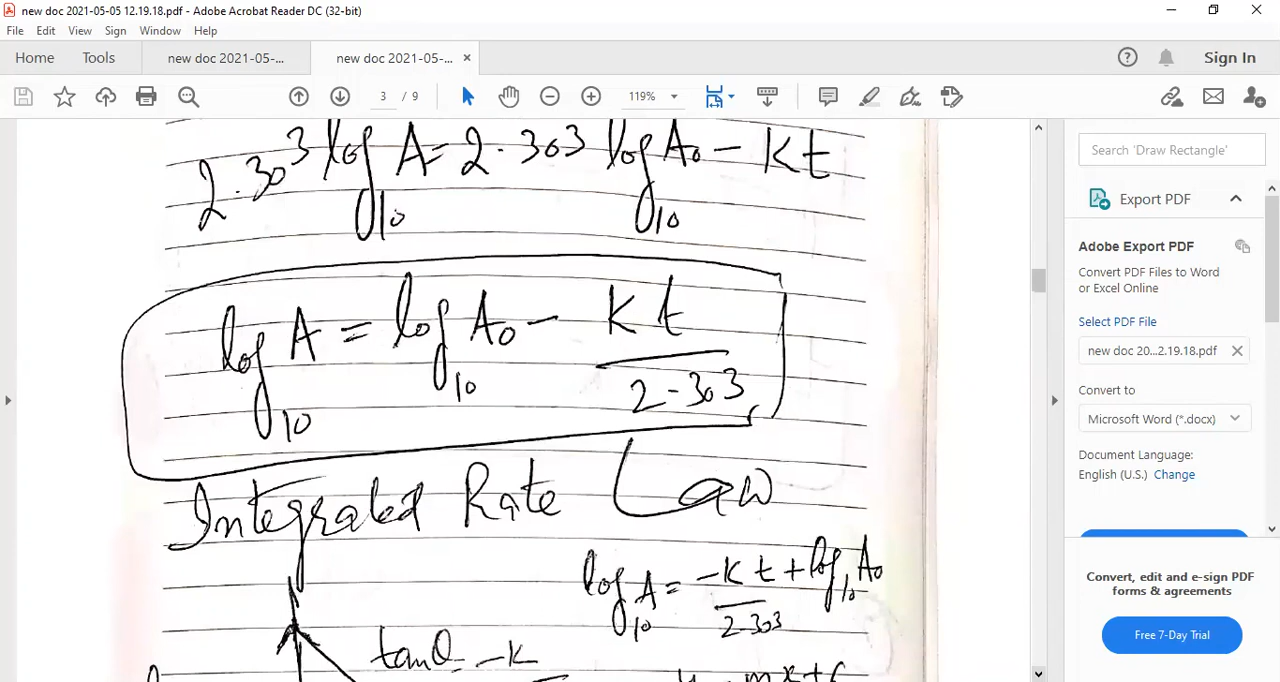 new doc 2021-05-05 12.19.18.pdf - Adobe Acrobat Reader DC (32-bit)
File Edit View Sign Window Help
Home Tools new doc 2021-05-... new doc 2021-05-... ×
3 / 9 119%
Sign In
2.303 log₁₀ A = 2.303 log₁₀ A₀ - Kt
log₁₀ A = log₁₀ A₀ - Kt / 2.303
Integrated Rate Law
log₁₀ A = -Kt / 2.303 + log₁₀ A₀
tanθ = -K
y = mx + c
Search 'Draw Rectangle'
Export PDF
Adobe Export PDF
Convert PDF Files to Word
or Excel Online
Select PDF File
new doc 20...2.19.18.pdf
Convert to
Microsoft Word (*.docx)
Document Language:
English (U.S.) Change
Convert, edit and e-sign PDF
forms & agreements
Free 7-Day Trial